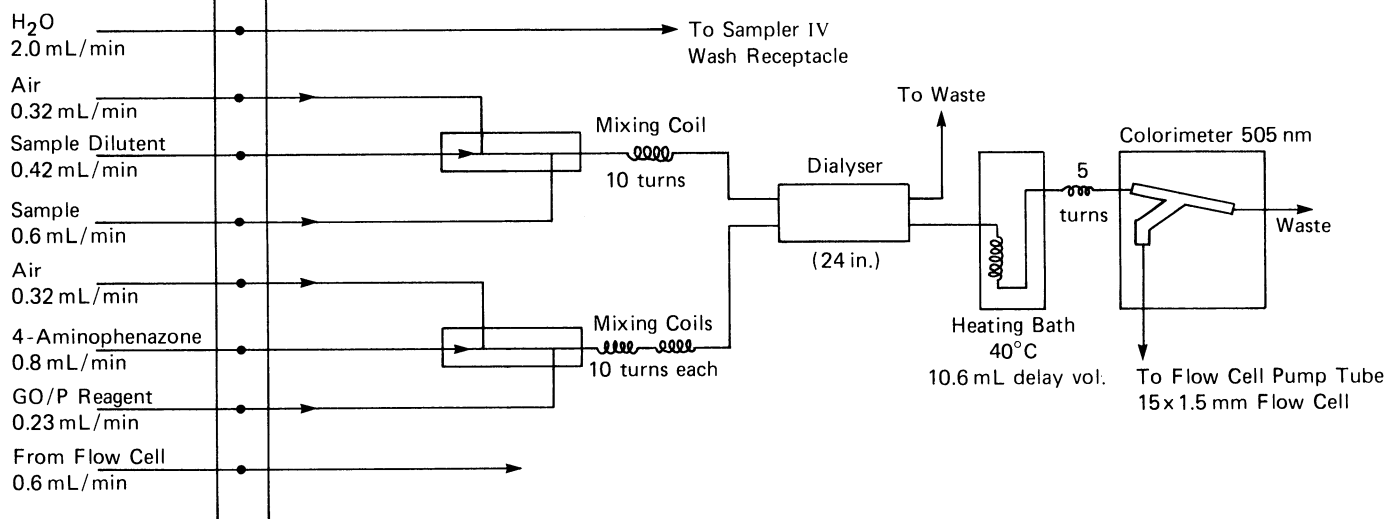 H₂O
2.0 mL/min
To Sampler IV
Wash Receptacle
Air
0.32 mL/min
Sample Dilutent
0.42 mL/min
Mixing Coil
10 turns
Sample
0.6 mL/min
Air
0.32 mL/min
4-Aminophenazone
0.8 mL/min
Mixing Coils
10 turns each
GO/P Reagent
0.23 mL/min
From Flow Cell
0.6 mL/min
To Waste
Dialyser
(24 in.)
Heating Bath
40°C
10.6 mL delay vol.
5
turns
Colorimeter 505 nm
Waste
To Flow Cell Pump Tube
15 x 1.5 mm Flow Cell